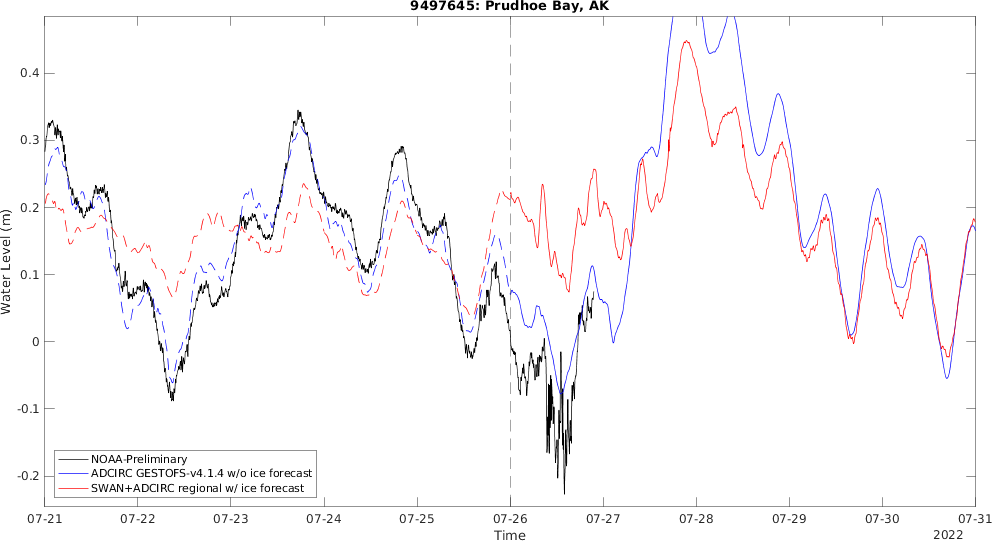 9497645: Prudhoe Bay, AK
Water Level (m)
0.4
0.3
0.2
0.1
0
-0.1
-0.2
NOAA-Preliminary
ADCIRC GESTOFS-v4.1.4 w/o ice forecast
SWAN+ADCIRC regional w/ ice forecast
07-21 07-22 07-23 07-24 07-25 07-26 07-27 07-28 07-29 07-30 07-31
Time
2022